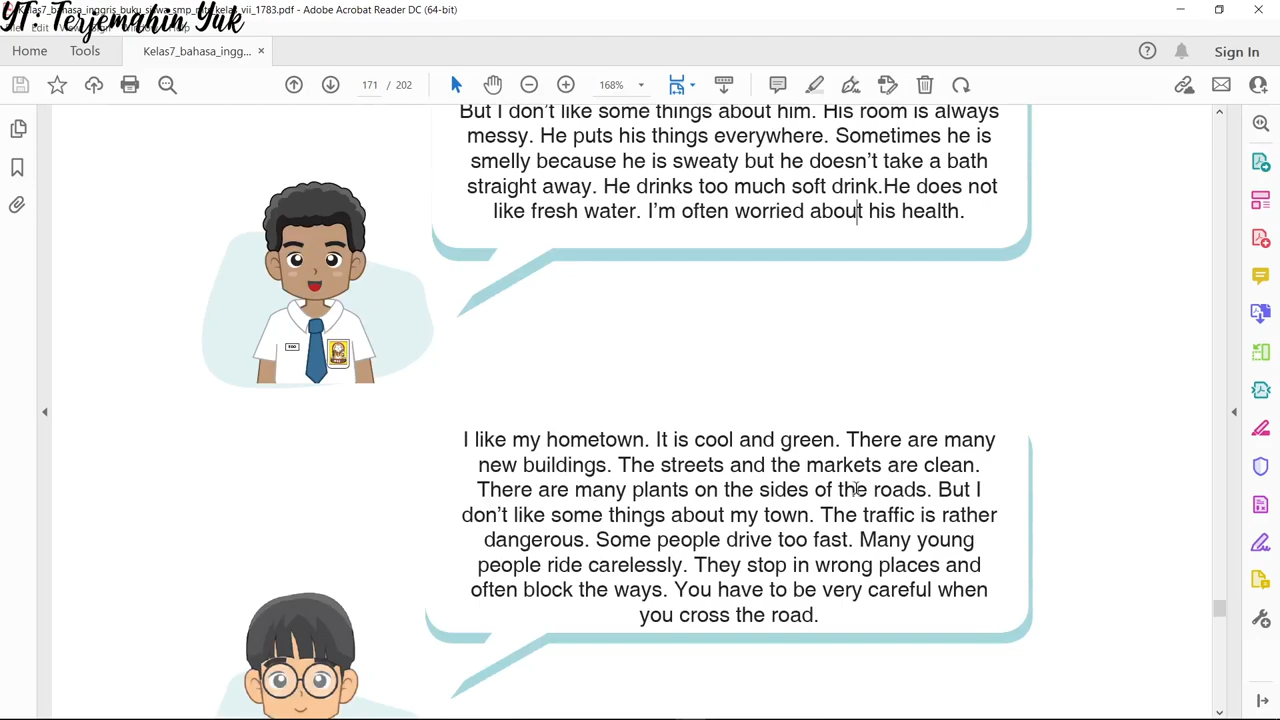 Kelas7_bahasa_inggris_buku_siswa_smp_mts_kelas_vii_1783.pdf - Adobe Acrobat Reader DC (64-bit)
YT: Terjemahin Yuk
Home Tools Kelas7_bahasa_ingg... × Sign In
171 / 202 168%
But I don’t like some things about him. His room is always
messy. He puts his things everywhere. Sometimes he is
smelly because he is sweaty but he doesn’t take a bath
straight away. He drinks too much soft drink.He does not
like fresh water. I’m often worried about his health.
I like my hometown. It is cool and green. There are many
new buildings. The streets and the markets are clean.
There are many plants on the sides of the roads. But I
don’t like some things about my town. The traffic is rather
dangerous. Some people drive too fast. Many young
people ride carelessly. They stop in wrong places and
often block the ways. You have to be very careful when
you cross the road.